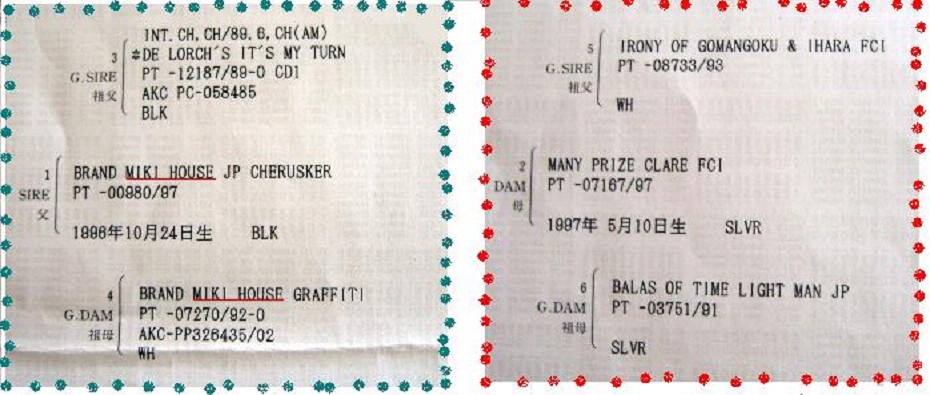 INT. CH, CH/89. 6, CH(AM)
3 *DE LORCH'S IT'S MY TURN
G.SIRE PT -12187/89-0 CD1
祖父 AKC PC-058485
BLK
1 BRAND MIKI HOUSE JP CHERUSKER
SIRE PT -00980/97
父
1996年10月24日生 BLK
4 BRAND MIKI HOUSE GRAFFITI
G.DAM PT -07270/92-0
祖母 AKC-PP326435/02
WH
5 IRONY OF GOMANGOKU & IHARA FCI
G.SIRE PT -08733/93
祖父
WH
2 MANY PRIZE CLARE FCI
DAM PT -07167/97
母
1997年 5月10日生 SLVR
6 BALAS OF TIME LIGHT MAN JP
G.DAM PT -03751/91
祖母
SLVR